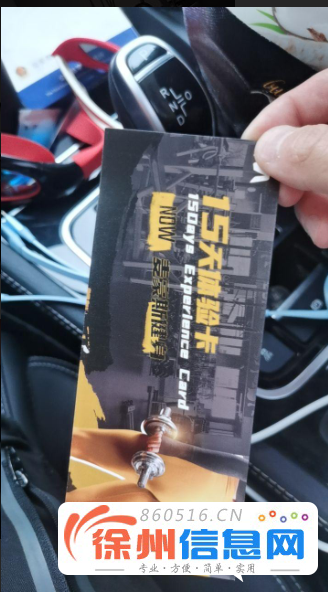 R
N
D
15天体验卡
15Days Experience Card
NOVA
860516.CN
徐州信息网
专业·方便·简单·实用